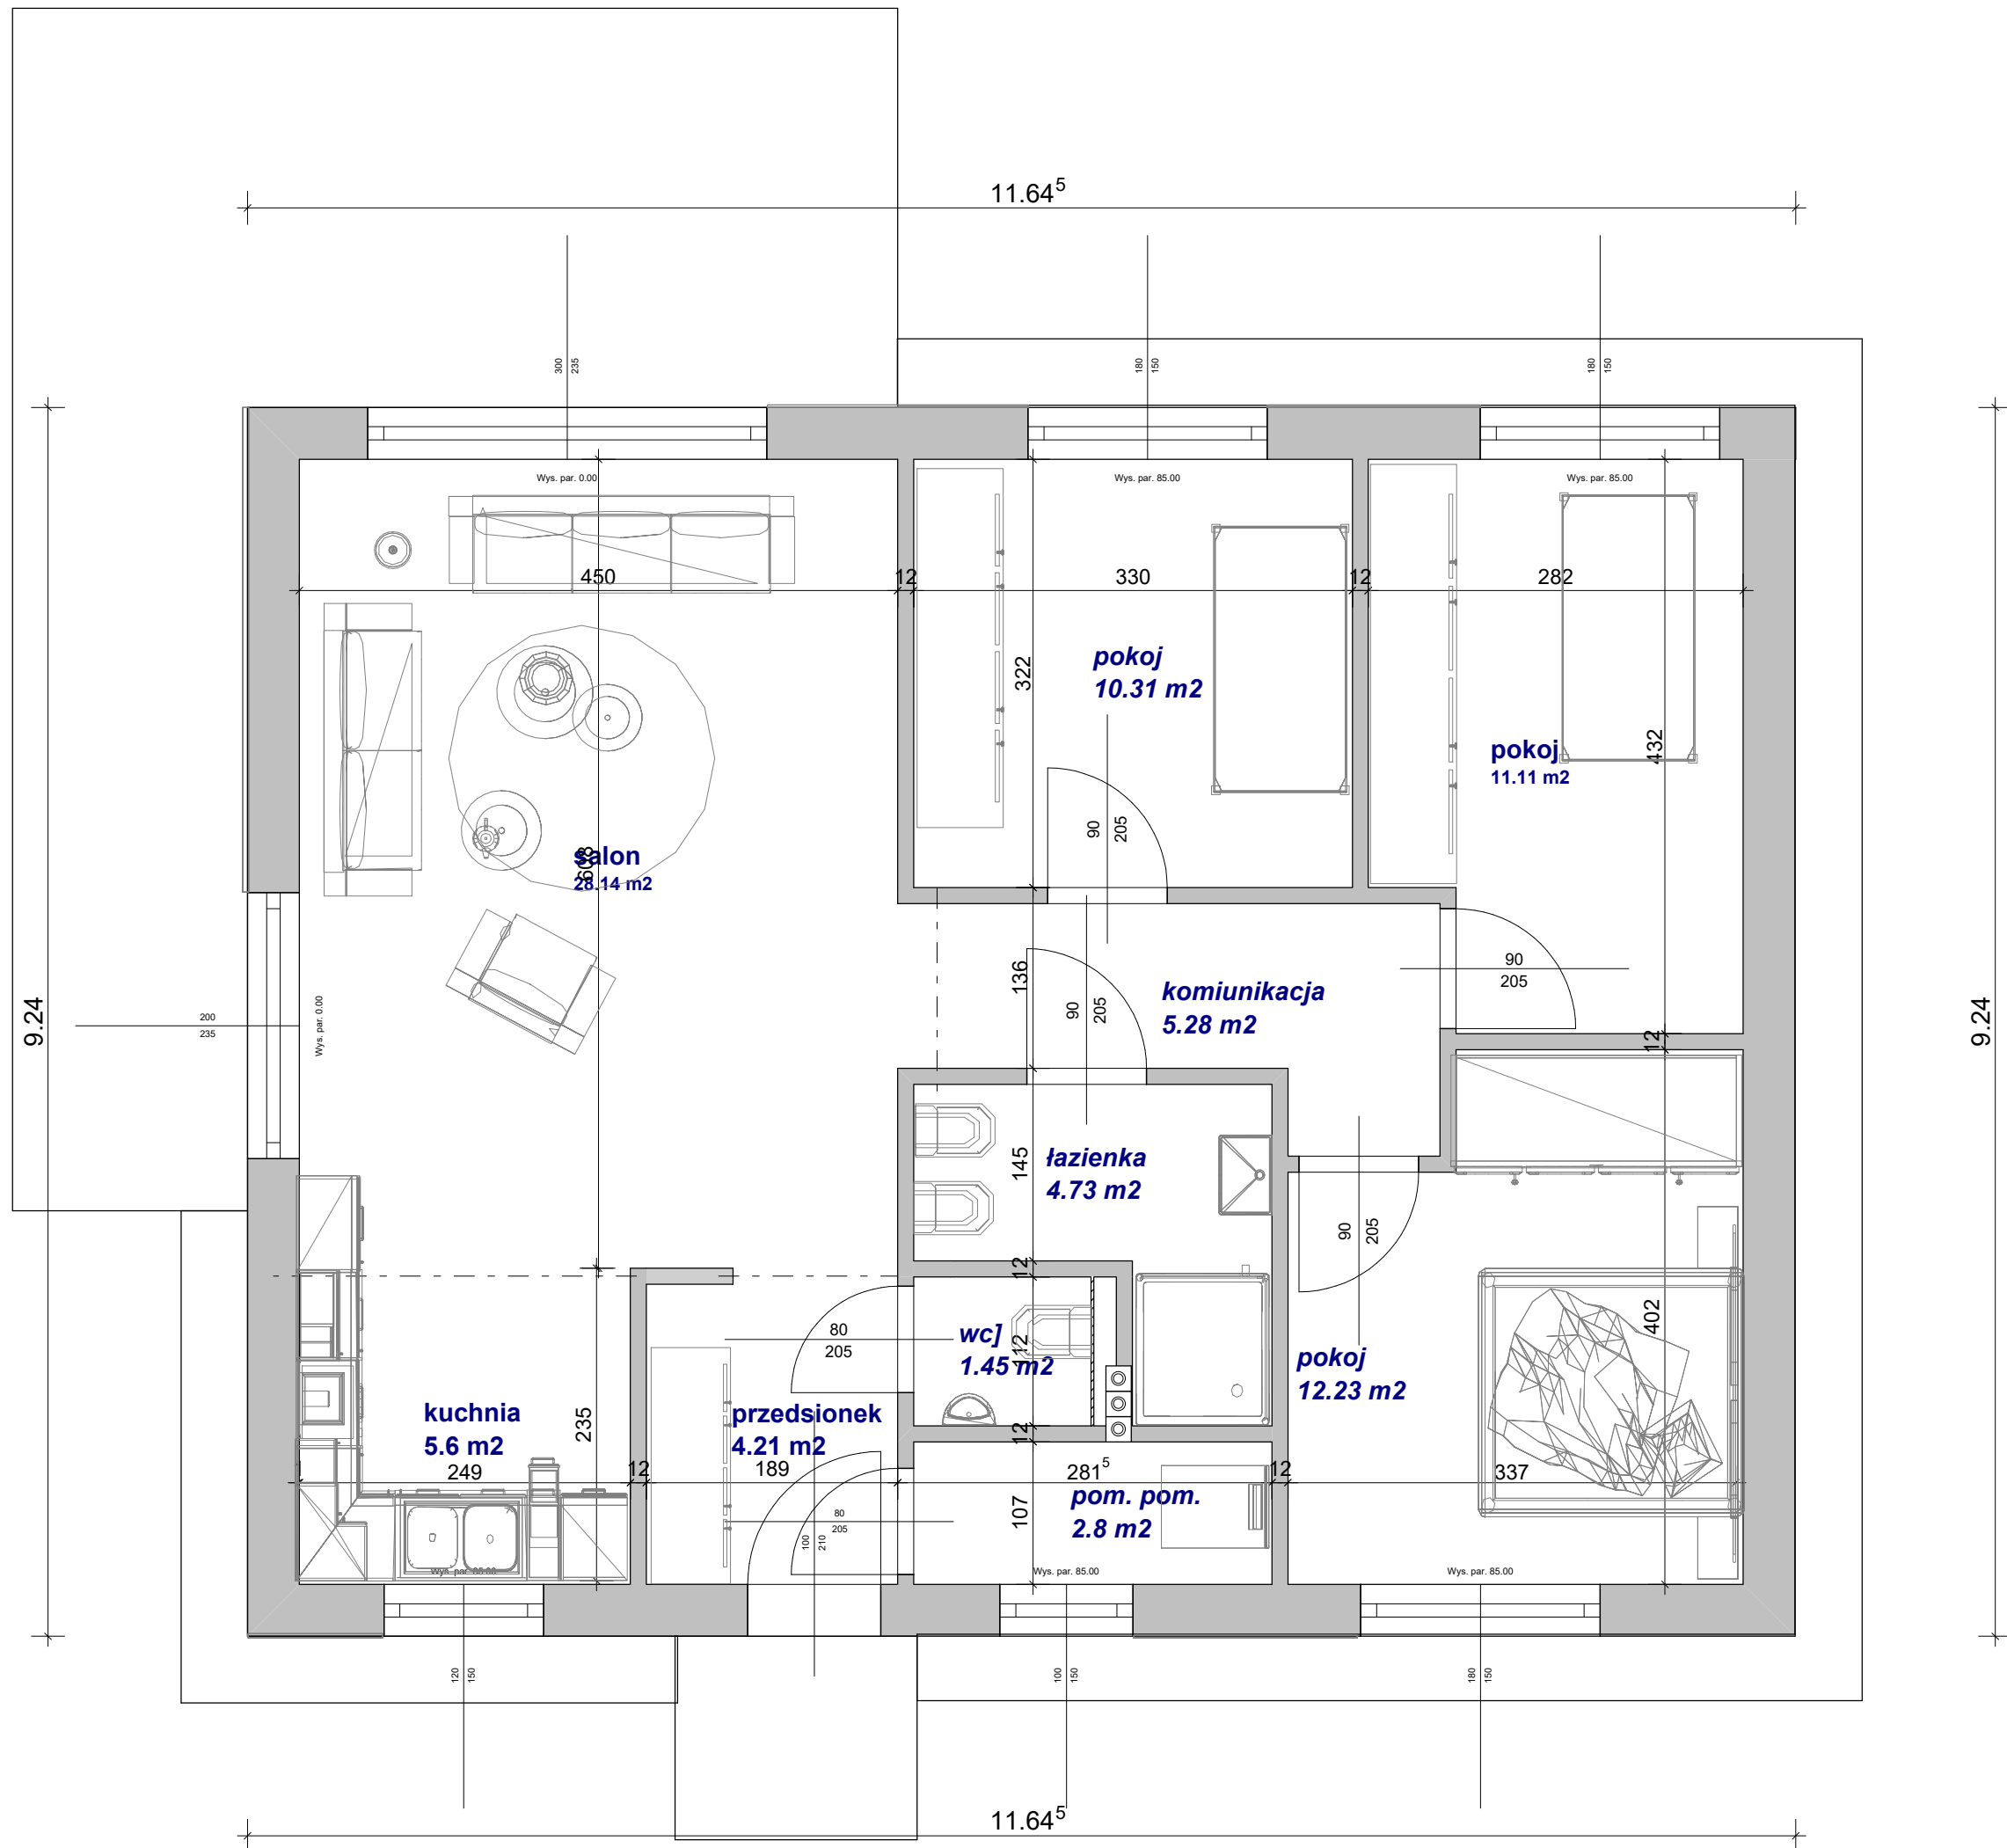 11.64⁵
300
235
180
150
180
150
Wys. par. 0.00
Wys. par. 85.00
Wys. par. 85.00
450
12
330
12
282
322
pokoj
10.31 m2
432
pokoj
11.11 m2
90
205
608
salon
28.14 m2
9.24
200
235
Wys. par. 0.00
136
90
205
komiunikacja
5.28 m2
90
205
9.24
12
145
łazienka
4.73 m2
90
205
12
402
80
205
wc]
1.45 m2
112
pokoj
12.23 m2
kuchnia
5.6 m2
235
przedsionek
4.21 m2
12
249
12
189
281⁵
12
337
107
pom. pom.
2.8 m2
80
205
100
210
Wys. par. 85.00
Wys. par. 85.00
Wys. par. 85.00
120
150
100
150
180
150
11.64⁵